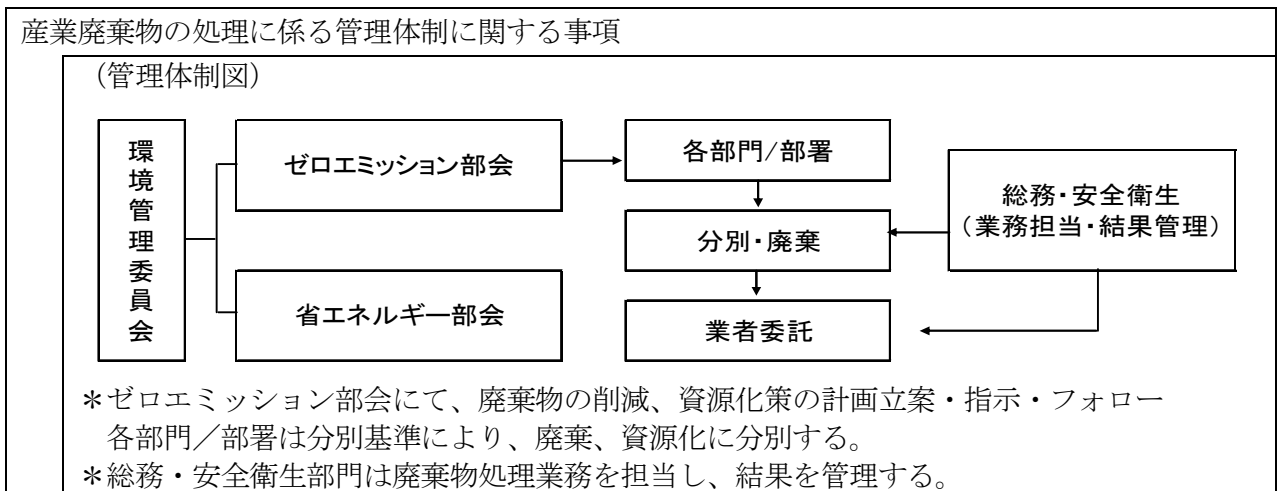 産業廃棄物の処理に係る管理体制に関する事項
（管理体制図）
環境管理委員会
ゼロエミッション部会
省エネルギー部会
各部門/部署
分別・廃棄
業者委託
総務・安全衛生
（業務担当・結果管理）
＊ゼロエミッション部会にて、廃棄物の削減、資源化策の計画立案・指示・フォロー
各部門／部署は分別基準により、廃棄、資源化に分別する。
＊総務・安全衛生部門は廃棄物処理業務を担当し、結果を管理する。